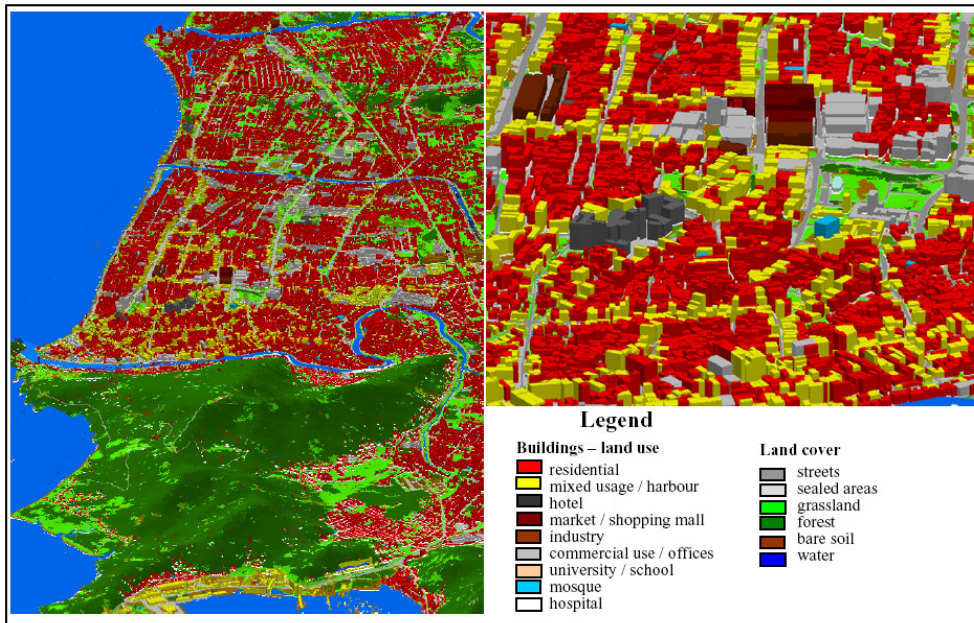 Legend
Buildings – land use
residential
mixed usage / harbour
hotel
market / shopping mall
industry
commercial use / offices
university / school
mosque
hospital
Land cover
streets
sealed areas
grassland
forest
bare soil
water